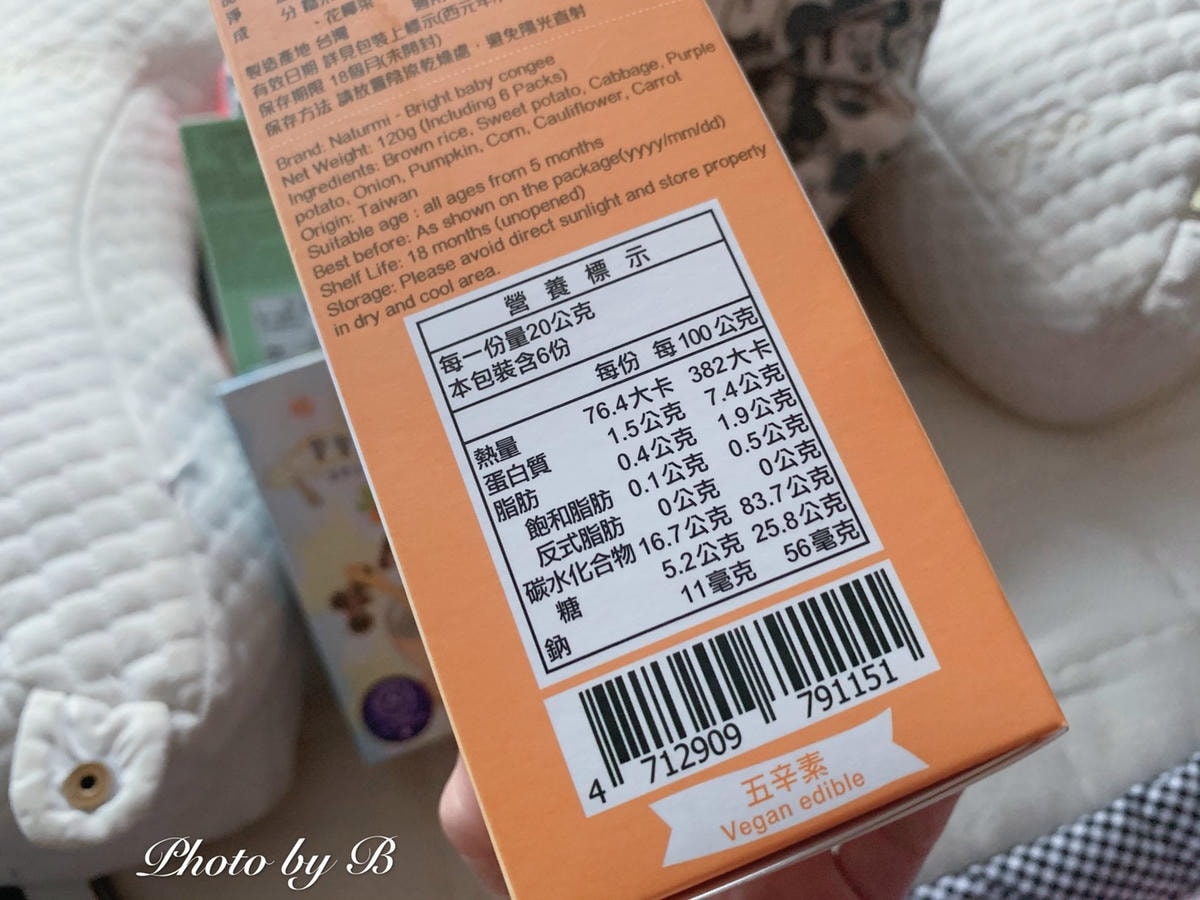 淨
成
分
、花椰菜
製造產地 台灣
有效日期 詳見包裝上標示(西元年
保存期限 18個月(未開封)
保存方法 請放置陰涼乾燥處，避免陽光直射
Brand: Naturmi - Bright baby congee
Net Weight: 120g (Including 6 Packs)
Ingredients: Brown rice, Sweet potato, Cabbage, Purple
potato, Onion, Pumpkin, Corn, Cauliflower, Carrot
Origin: Taiwan
Suitable age : all ages from 5 months
Best before: As shown on the package(yyyy/mm/dd)
Shelf Life: 18 months (unopened)
Storage: Please avoid direct sunlight and store properly
in dry and cool area.
營養標示
每一份量20公克
本包裝含6份
每份 每100公克
熱量 76.4大卡 382大卡
蛋白質 1.5公克 7.4公克
脂肪 0.4公克 1.9公克
飽和脂肪 0.1公克 0.5公克
反式脂肪 0公克 0公克
碳水化合物 16.7公克 83.7公克
糖 5.2公克 25.8公克
鈉 11毫克 56毫克
4 712909 791151
五辛素
Vegan edible
Photo by B